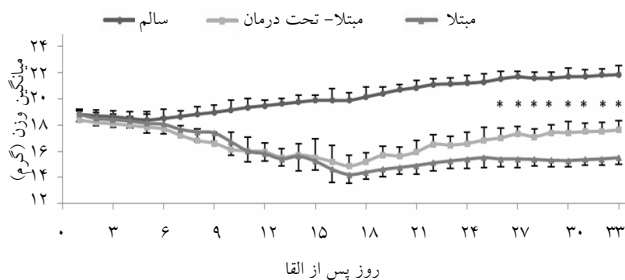 سالم مبتلا- تحت درمان مبتلا
میانگین وزن (گرم)
۲۴
۲۲
۲۰
۱۸
۱۶
۱۴
۱۲
* * * * * * * *
۰ ۳ ۶ ۹ ۱۲ ۱۵ ۱۸ ۲۱ ۲۴ ۲۷ ۳۰ ۳۳
روز پس از القا